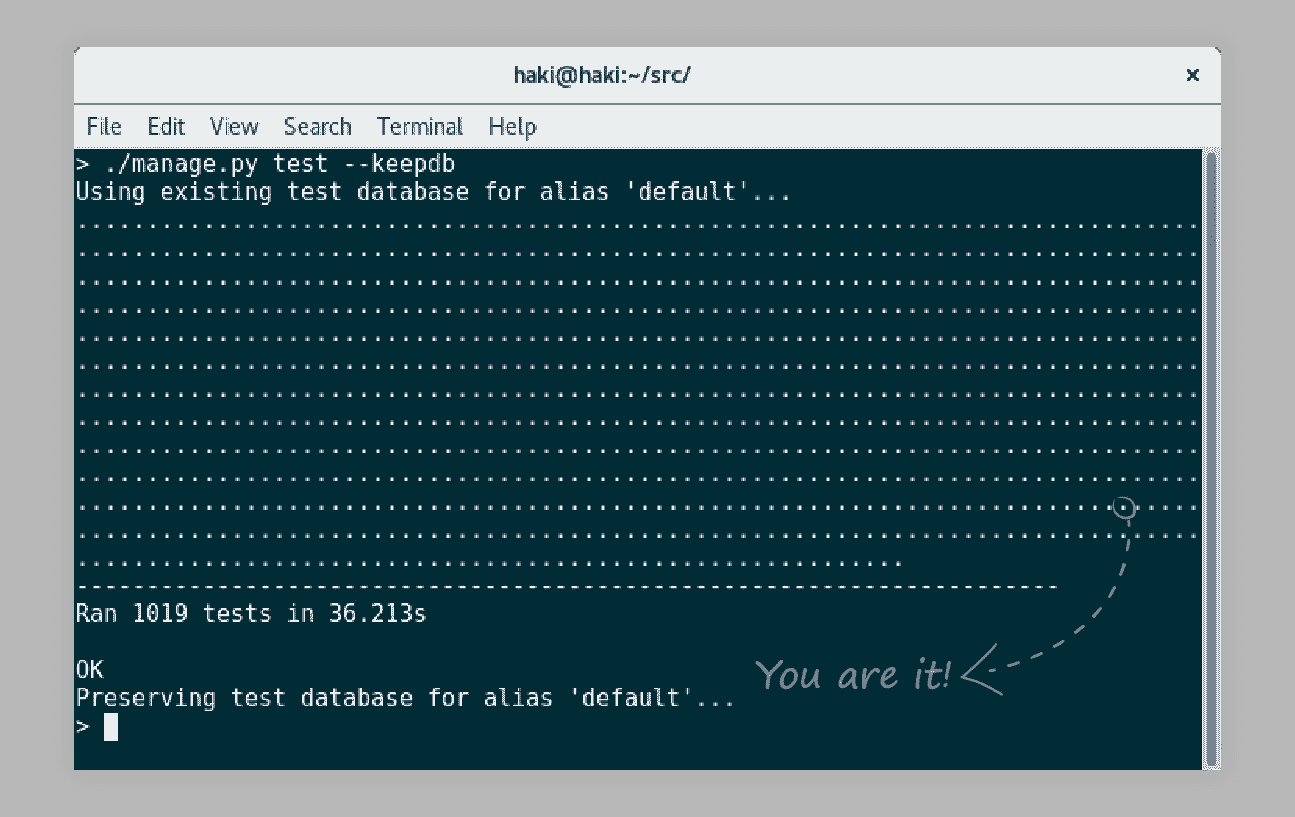 haki@haki:~/src/
×
File Edit View Search Terminal Help
> ./manage.py test --keepdb
Using existing test database for alias 'default'...
................................................................................
................................................................................
................................................................................
................................................................................
................................................................................
................................................................................
................................................................................
................................................................................
................................................................................
................................................................................
................................................................................
................................................................................
...........................................................
----------------------------------------------------------------------
Ran 1019 tests in 36.213s
OK
You are it!
Preserving test database for alias 'default'...
>